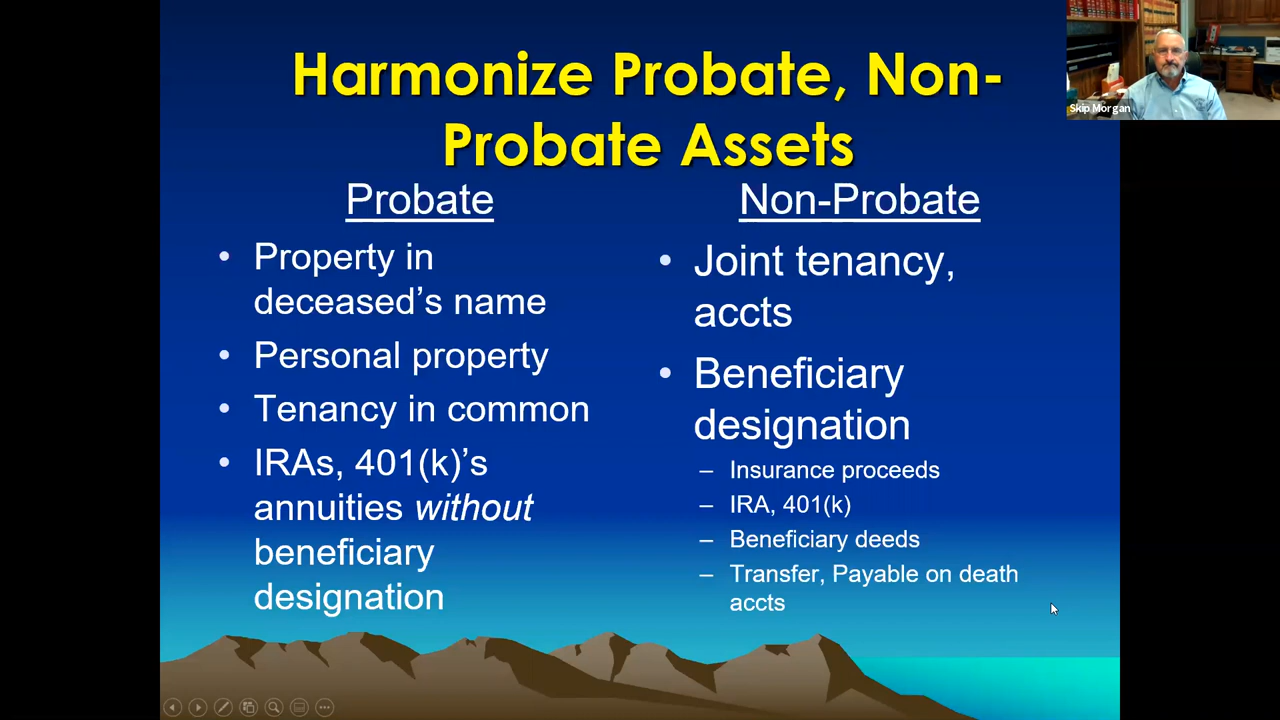 Harmonize Probate, Non-
Probate Assets
Probate
• Property in
deceased’s name
• Personal property
• Tenancy in common
• IRAs, 401(k)’s
annuities without
beneficiary
designation
Non-Probate
• Joint tenancy,
accts
• Beneficiary
designation
– Insurance proceeds
– IRA, 401(k)
– Beneficiary deeds
– Transfer, Payable on death
accts
Skip Morgan